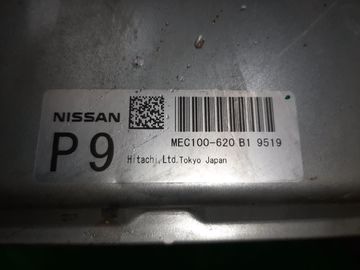 NISSAN
MEC100-620 B1 9519
P9
Hitachi,Ltd.Tokyo Japan